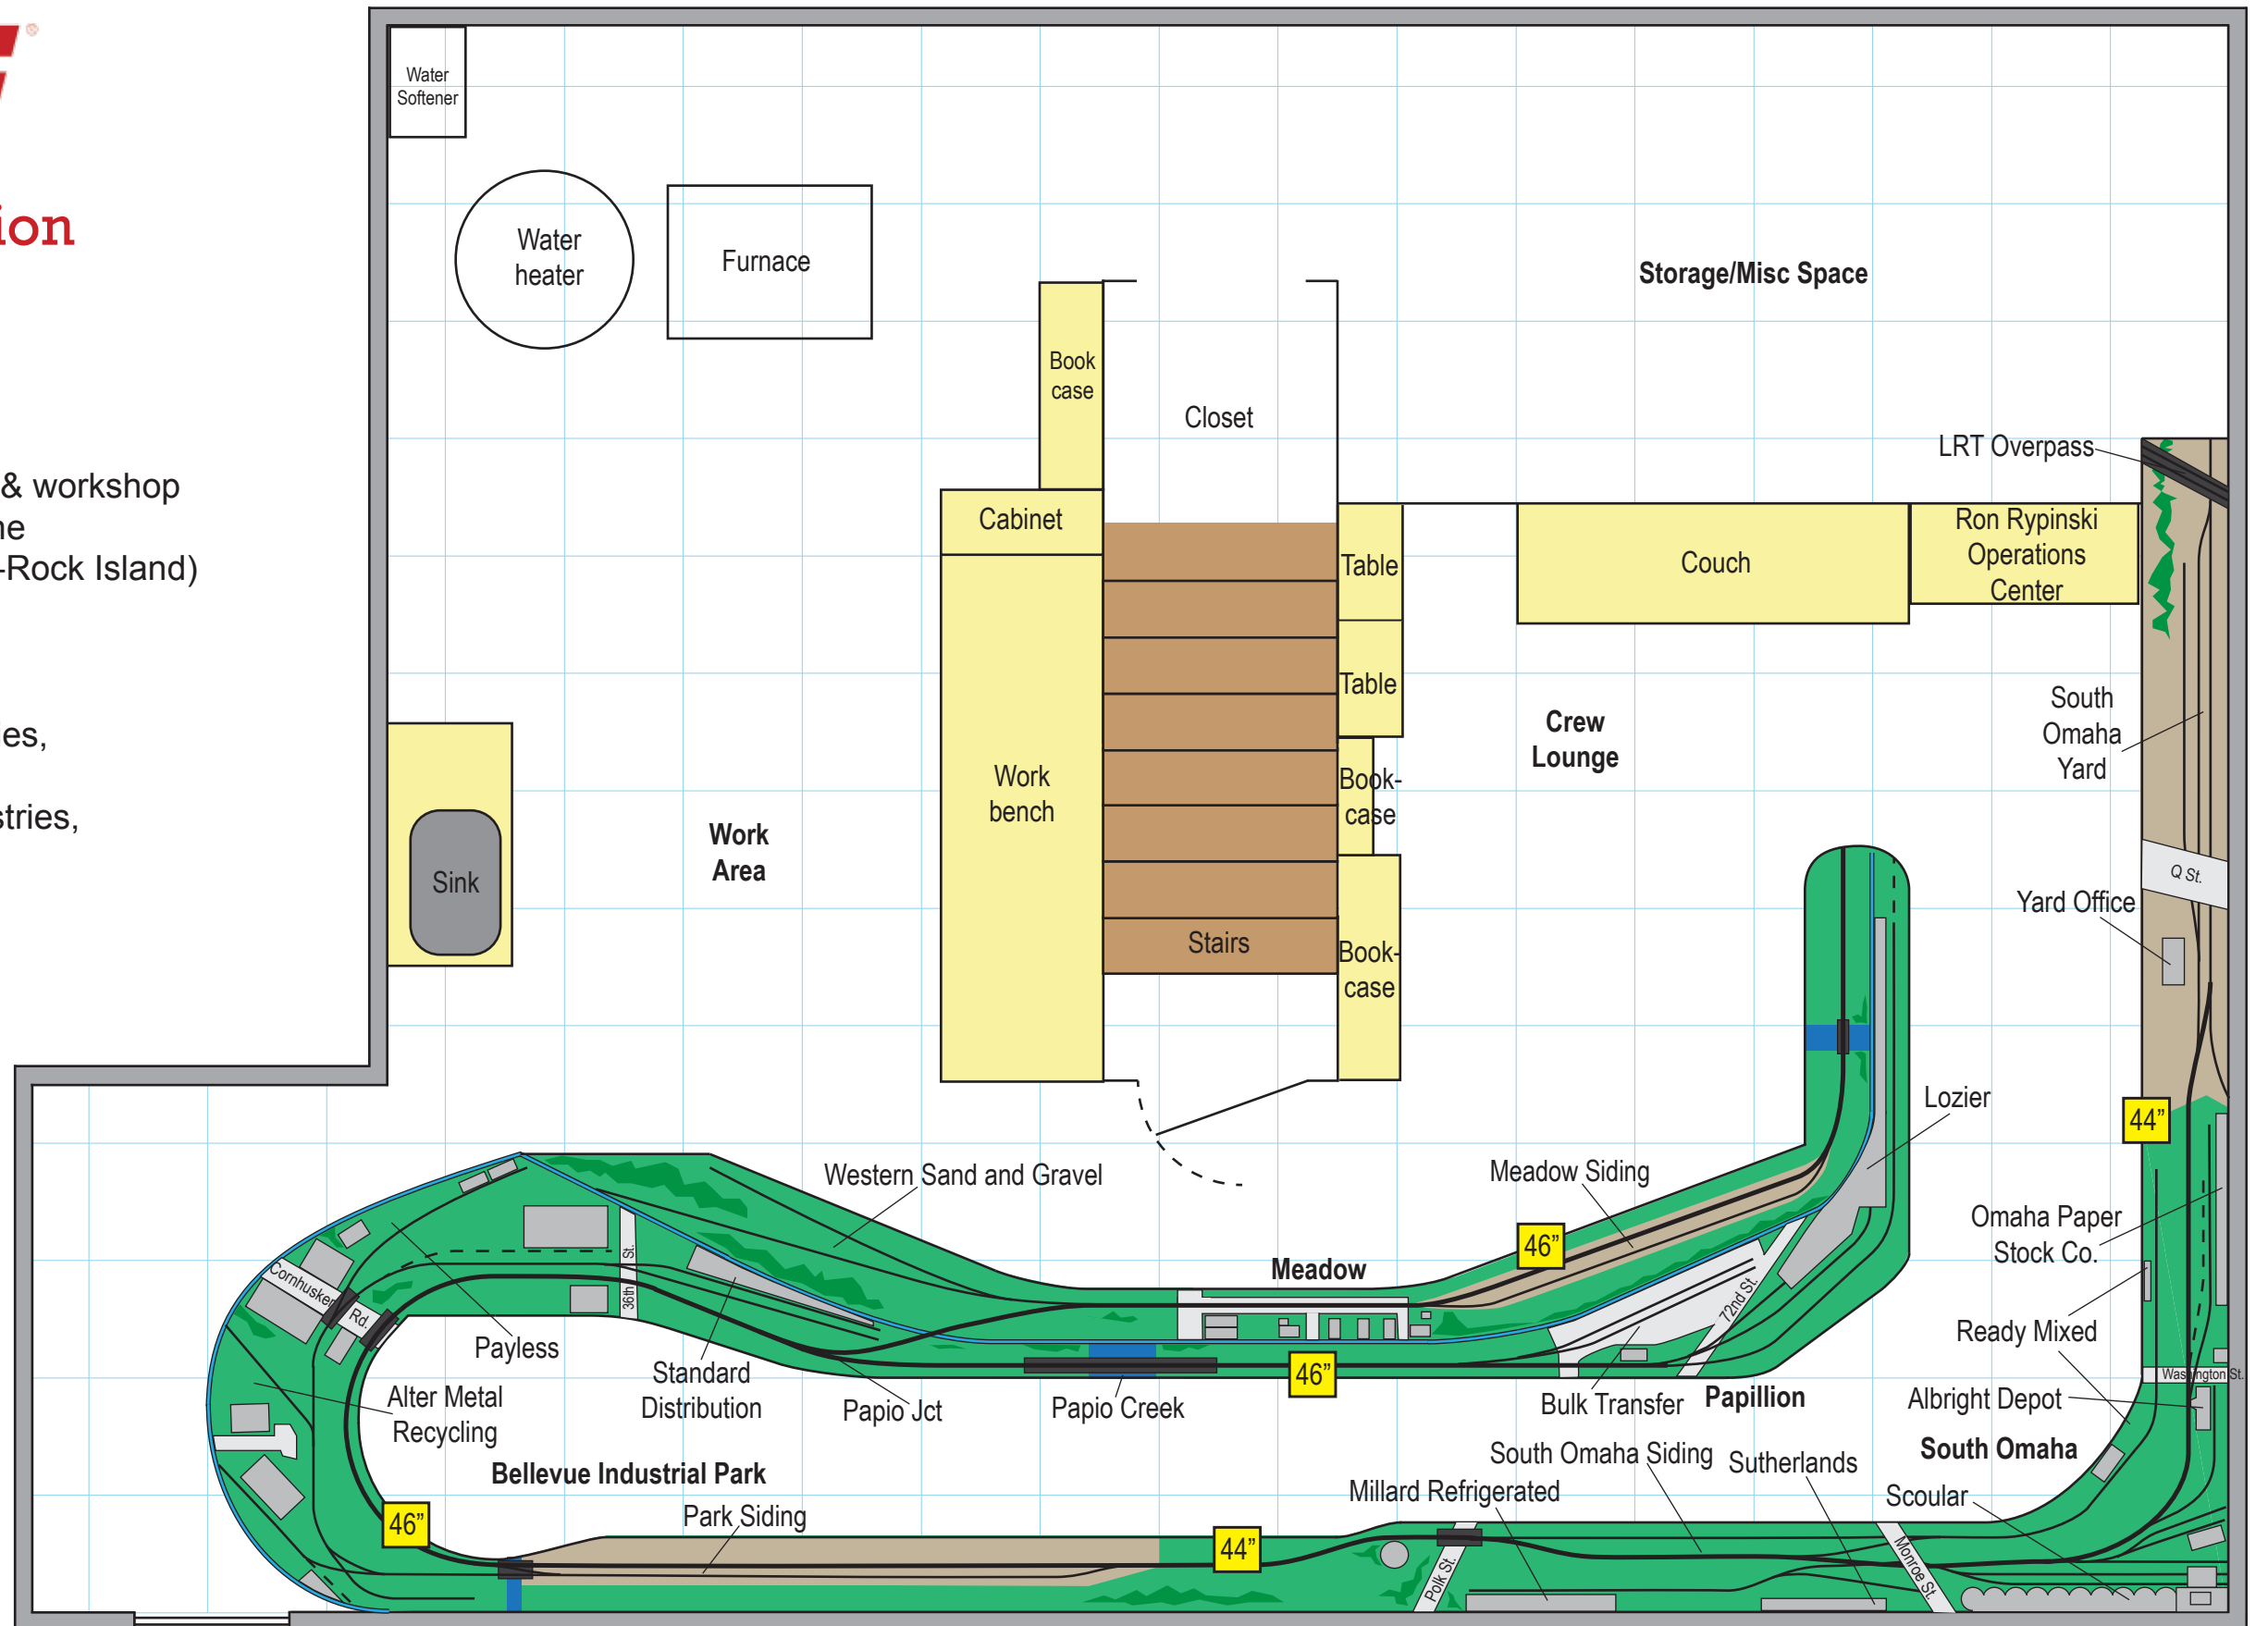 ®
ion
& workshop
ne
-Rock Island)
ies,
stries,
Water
Softener
Water
heater
Furnace
Book
case
Closet
Storage/Misc Space
LRT Overpass
Cabinet
Table
Table
Couch
Ron Rypinski
Operations
Center
Work
bench
Book-
case
Crew
Lounge
South
Omaha
Yard
Work
Area
Sink
Stairs
Book-
case
Q St.
Yard Office
Lozier
44”
Western Sand and Gravel
Meadow Siding
46”
Meadow
Omaha Paper
Stock Co.
36th St.
72nd St.
Cornhusker Rd.
Payless
Ready Mixed
Washington St.
Alter Metal
Recycling
Standard
Distribution
Papio Jct
Papio Creek
46”
Bulk Transfer
Papillion
Albright Depot
South Omaha
Bellevue Industrial Park
South Omaha Siding
Sutherlands
Millard Refrigerated
Scoular
46”
Park Siding
44”
Polk St.
Monroe St.